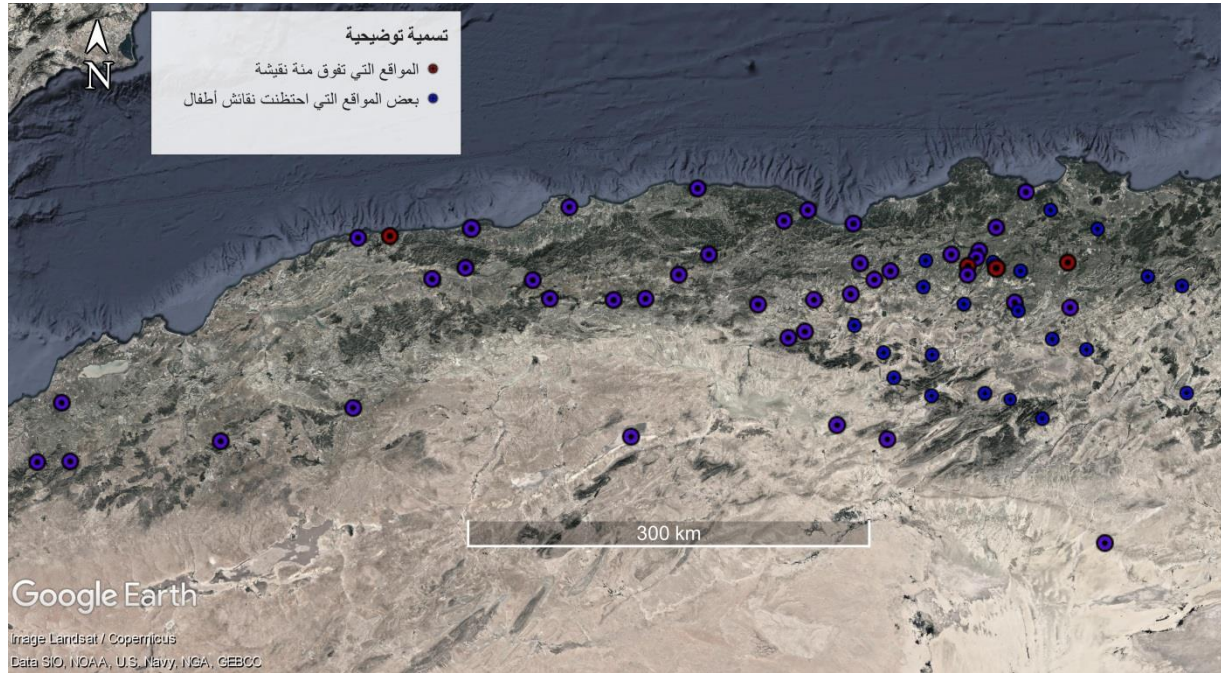 تسمية توضيحية
المواقع التي تفوق مئة نقيشة
بعض المواقع التي احتظنت نقائش أطفال
N
300 km
Google Earth
Image Landsat / Copernicus
Data SIO, NOAA, U.S. Navy, NGA, GEBCO